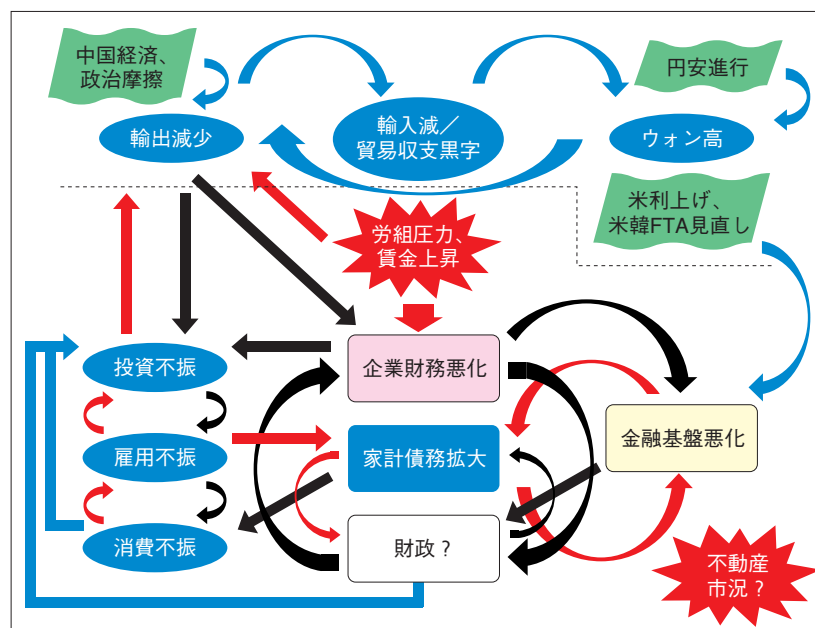 中国経済、
政治摩擦
円安進行
輸出減少
輸入減／
貿易収支黒字
ウォン高
米利上げ、
米韓FTA見直し
労組圧力、
賃金上昇
投資不振
企業財務悪化
雇用不振
家計債務拡大
金融基盤悪化
消費不振
財政？
不動産
市況？